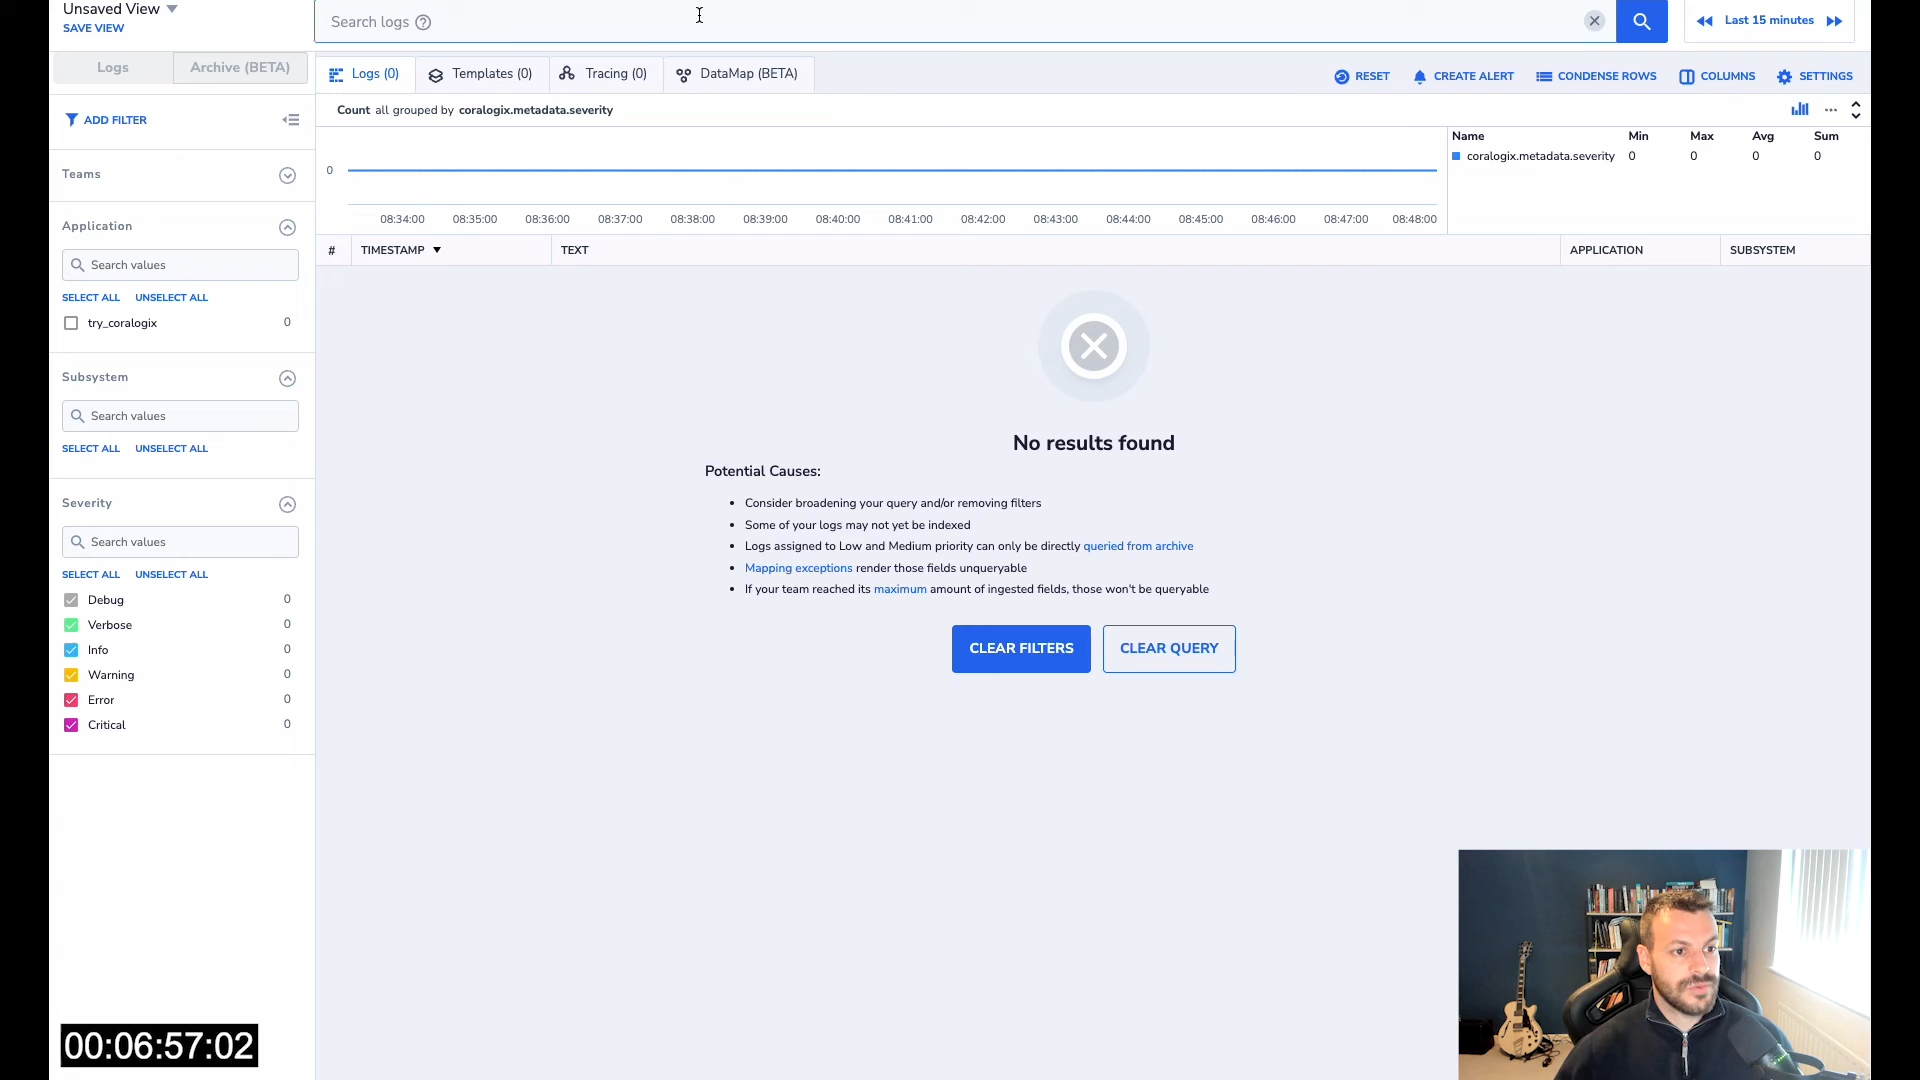 Unsaved View
SAVE VIEW
Search logs
Last 15 minutes
Logs
Archive (BETA)
Logs (0)
Templates (0)
Tracing (0)
DataMap (BETA)
RESET
CREATE ALERT
CONDENSE ROWS
COLUMNS
SETTINGS
ADD FILTER
Count all grouped by coralogix.metadata.severity
Name Min Max Avg Sum
coralogix.metadata.severity 0 0 0 0
0
08:34:00 08:35:00 08:36:00 08:37:00 08:38:00 08:39:00 08:40:00 08:41:00 08:42:00 08:43:00 08:44:00 08:45:00 08:46:00 08:47:00 08:48:00
# TIMESTAMP TEXT APPLICATION SUBSYSTEM
Teams
Application
Search values
SELECT ALL UNSELECT ALL
try_coralogix 0
Subsystem
Search values
SELECT ALL UNSELECT ALL
Severity
Search values
SELECT ALL UNSELECT ALL
Debug 0
Verbose 0
Info 0
Warning 0
Error 0
Critical 0
No results found
Potential Causes:
• Consider broadening your query and/or removing filters
• Some of your logs may not yet be indexed
• Logs assigned to Low and Medium priority can only be directly queried from archive
• Mapping exceptions render those fields unqueryable
• If your team reached its maximum amount of ingested fields, those won't be queryable
CLEAR FILTERS
CLEAR QUERY
00:06:57:02